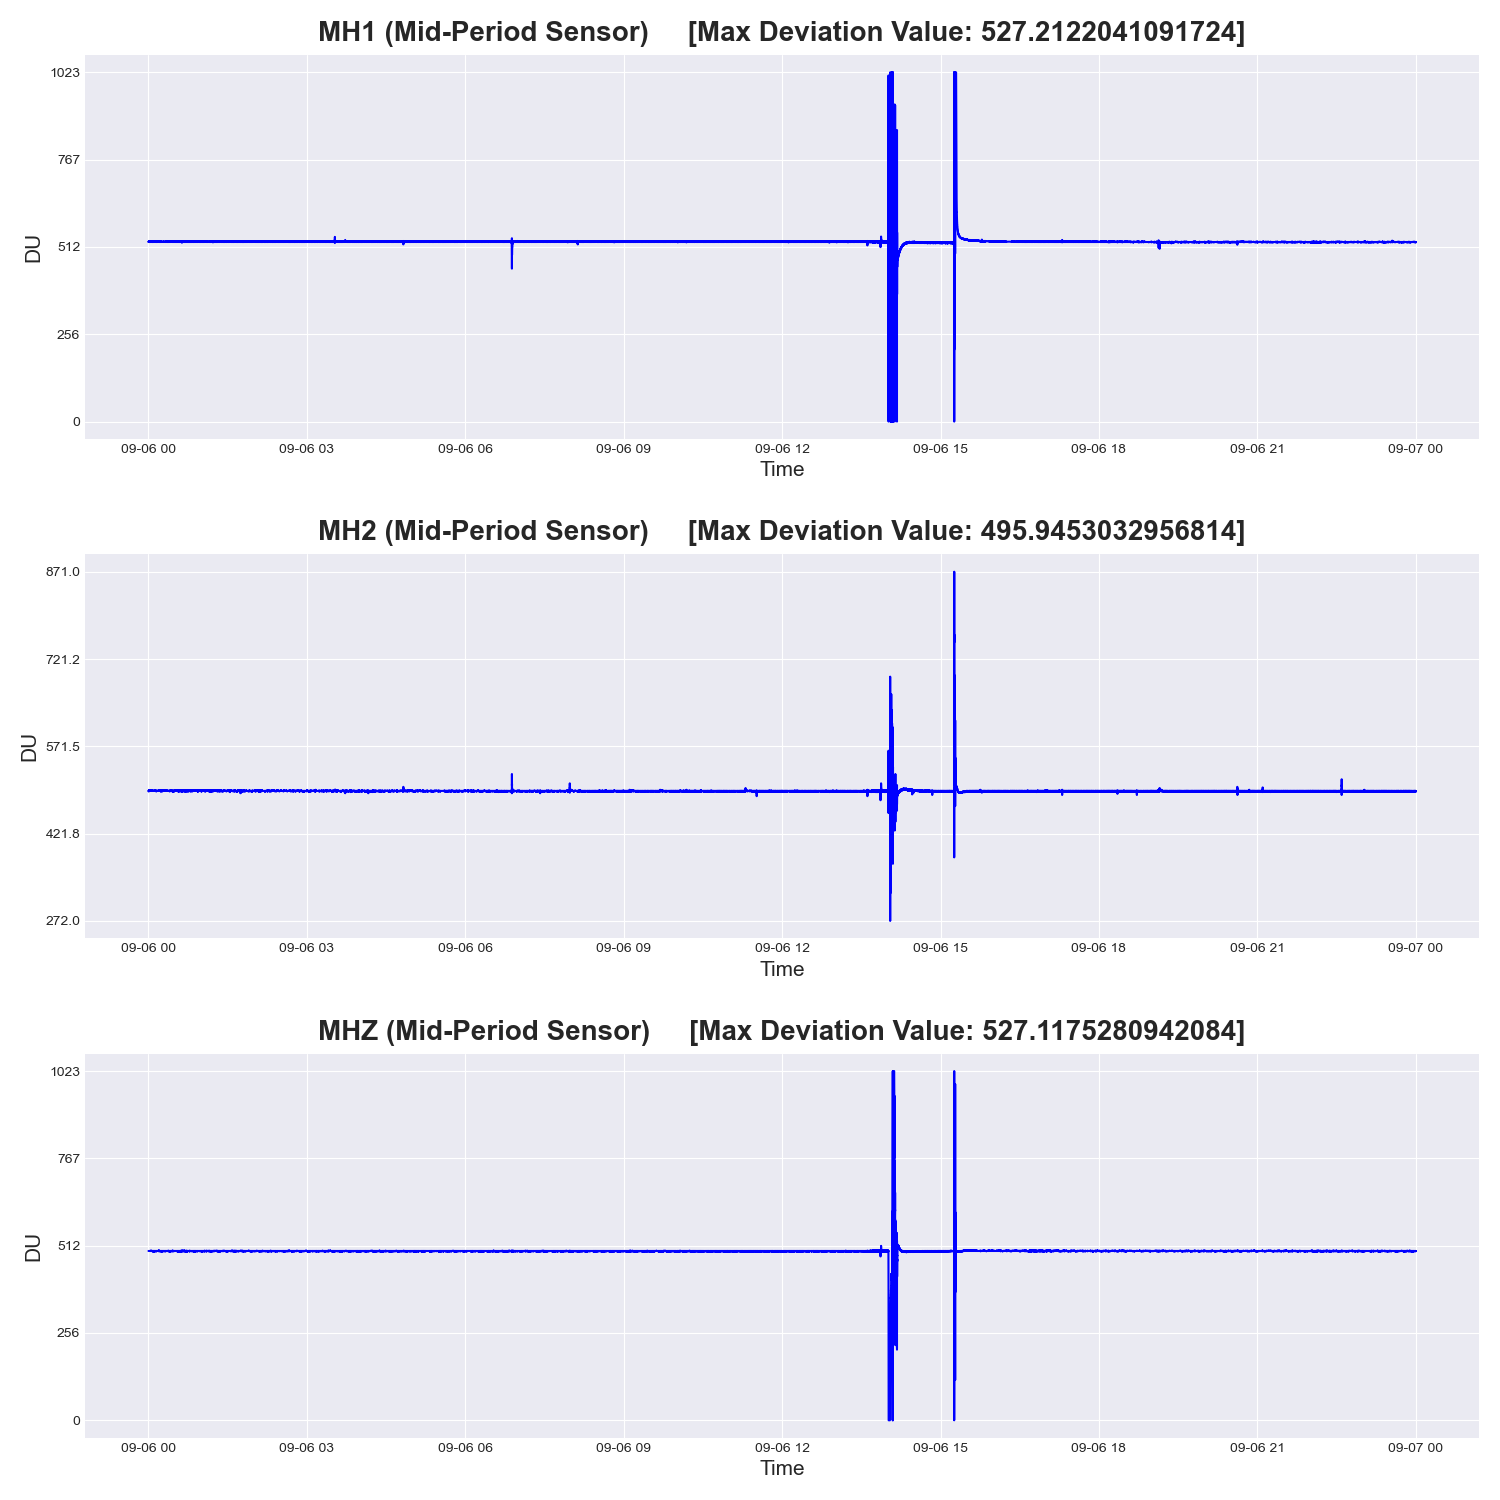 MH1 (Mid-Period Sensor) [Max Deviation Value: 527.2122041091724]
1023
767
512
256
0
DU
09-06 00 09-06 03 09-06 06 09-06 09 09-06 12 09-06 15 09-06 18 09-06 21 09-07 00
Time
MH2 (Mid-Period Sensor) [Max Deviation Value: 495.9453032956814]
871.0
721.2
571.5
421.8
272.0
DU
09-06 00 09-06 03 09-06 06 09-06 09 09-06 12 09-06 15 09-06 18 09-06 21 09-07 00
Time
MHZ (Mid-Period Sensor) [Max Deviation Value: 527.1175280942084]
1023
767
512
256
0
DU
09-06 00 09-06 03 09-06 06 09-06 09 09-06 12 09-06 15 09-06 18 09-06 21 09-07 00
Time